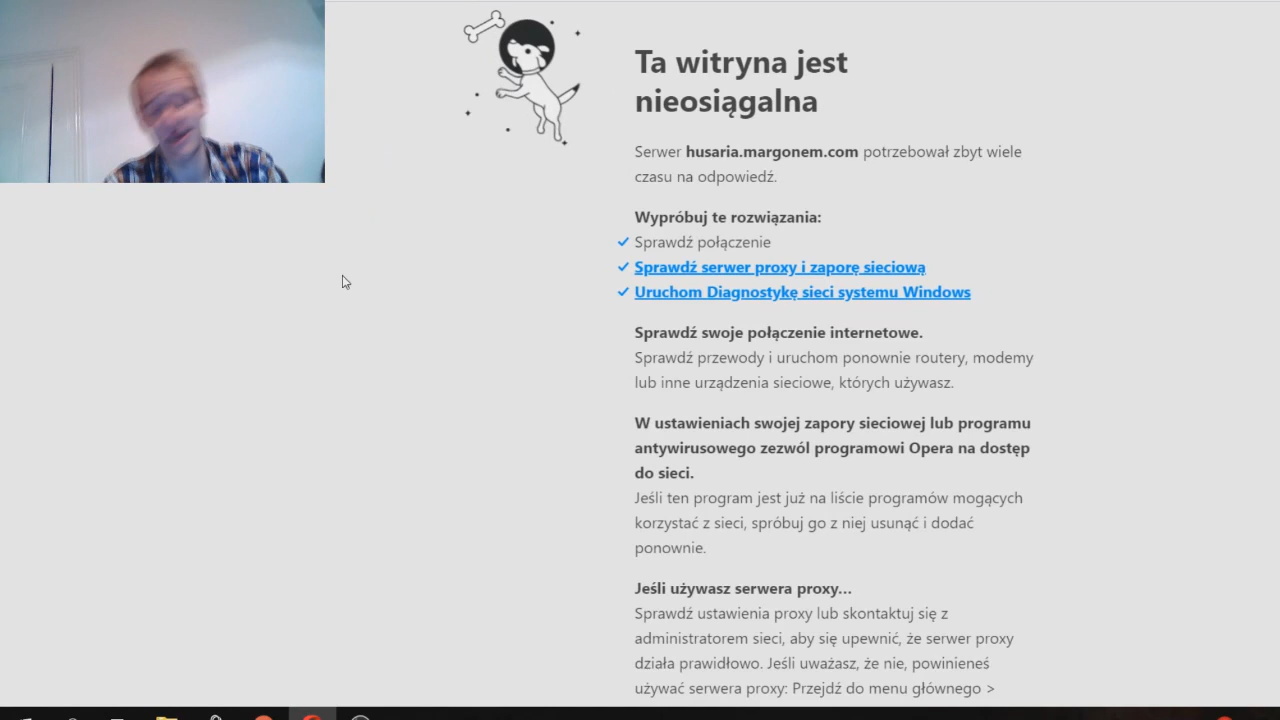 Ta witryna jest
nieosiągalna
Serwer husaria.margonem.com potrzebował zbyt wiele
czasu na odpowiedź.
Wypróbuj te rozwiązania:
Sprawdź połączenie
Sprawdź serwer proxy i zaporę sieciową
Uruchom Diagnostykę sieci systemu Windows
Sprawdź swoje połączenie internetowe.
Sprawdź przewody i uruchom ponownie routery, modemy
lub inne urządzenia sieciowe, których używasz.
W ustawieniach swojej zapory sieciowej lub programu
antywirusowego zezwól programowi Opera na dostęp
do sieci.
Jeśli ten program jest już na liście programów mogących
korzystać z sieci, spróbuj go z niej usunąć i dodać
ponownie.
Jeśli używasz serwera proxy...
Sprawdź ustawienia proxy lub skontaktuj się z
administratorem sieci, aby się upewnić, że serwer proxy
działa prawidłowo. Jeśli uważasz, że nie, powinieneś
używać serwera proxy: Przejdź do menu głównego >